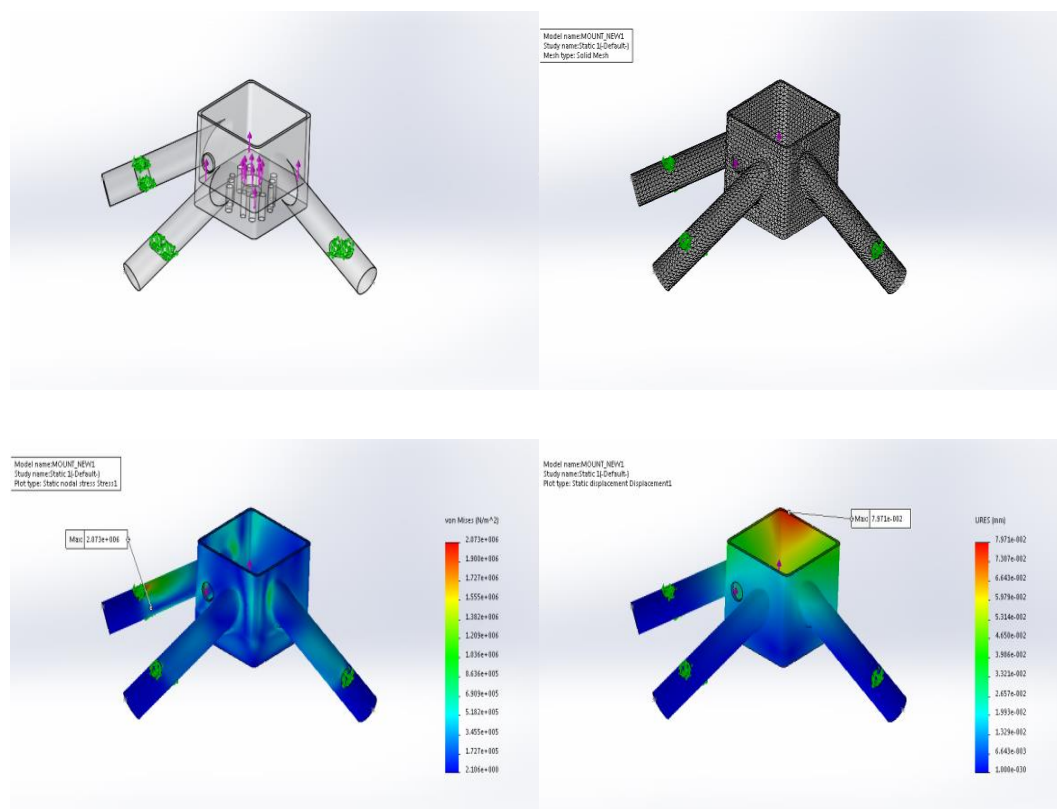 Model name:MOUNT_NEW1
Study name:Static 1(-Default-)
Mesh type: Solid Mesh
Model name:MOUNT_NEW1
Study name:Static 1(-Default-)
Plot type: Static nodal stress Stress1
von Mises (N/m^2)
2.073e+006
1.900e+006
1.727e+006
1.555e+006
1.382e+006
1.209e+006
1.036e+006
8.636e+005
6.909e+005
5.182e+005
3.455e+005
1.727e+005
2.106e+000
Max: 2.073e+006
Model name:MOUNT_NEW1
Study name:Static 1(-Default-)
Plot type: Static displacement Displacement1
Max: 7.971e-002
URES (mm)
7.971e-002
7.307e-002
6.643e-002
5.979e-002
5.314e-002
4.650e-002
3.986e-002
3.321e-002
2.657e-002
1.993e-002
1.329e-002
6.643e-003
1.000e-030